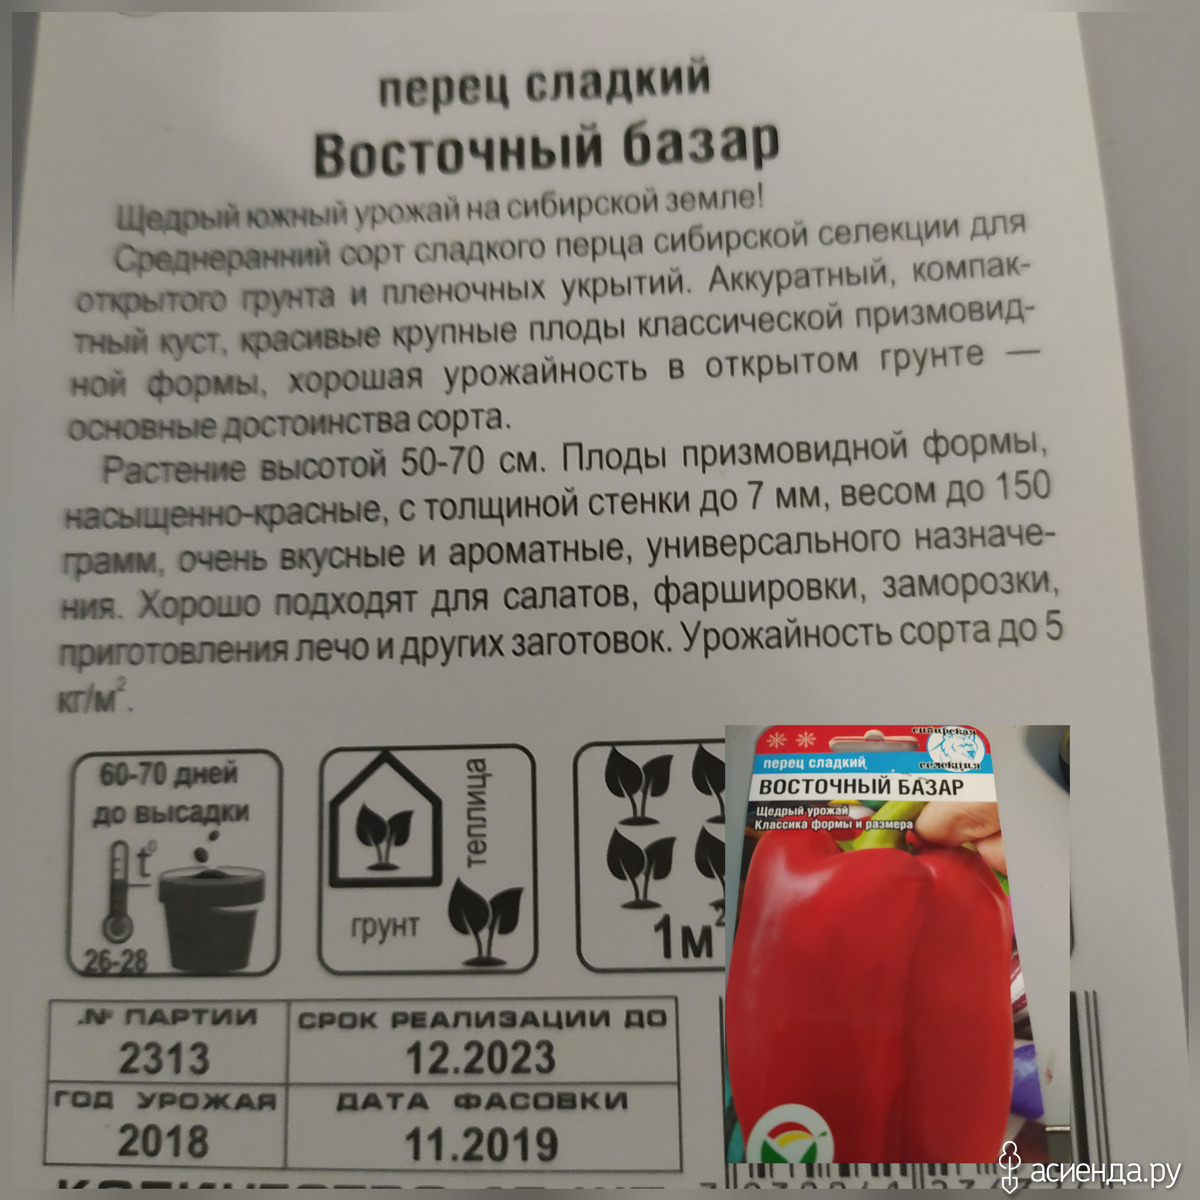 перец сладкий
Восточный базар
Щедрый южный урожай на сибирской земле!
Среднеранний сорт сладкого перца сибирской селекции для
открытого грунта и пленочных укрытий. Аккуратный, компак-
тный куст, красивые крупные плоды классической призмовид-
ной формы, хорошая урожайность в открытом грунте —
основные достоинства сорта.
Растение высотой 50-70 см. Плоды призмовидной формы,
насыщенно-красные, с толщиной стенки до 7 мм, весом до 150
грамм, очень вкусные и ароматные, универсального назначе-
ния. Хорошо подходят для салатов, фаршировки, заморозки,
приготовления лечо и других заготовок. Урожайность сорта до 5
кг/м².
60-70 дней
до высадки
t°
26-28
теплица
грунт
1м²
сибирская
селекция
перец сладкий
ВОСТОЧНЫЙ БАЗАР
Щедрый урожай
Классика формы и размера
№ ПАРТИИ
2313
СРОК РЕАЛИЗАЦИИ ДО
12.2023
ГОД УРОЖАЯ
2018
ДАТА ФАСОВКИ
11.2019
асиенда.ру